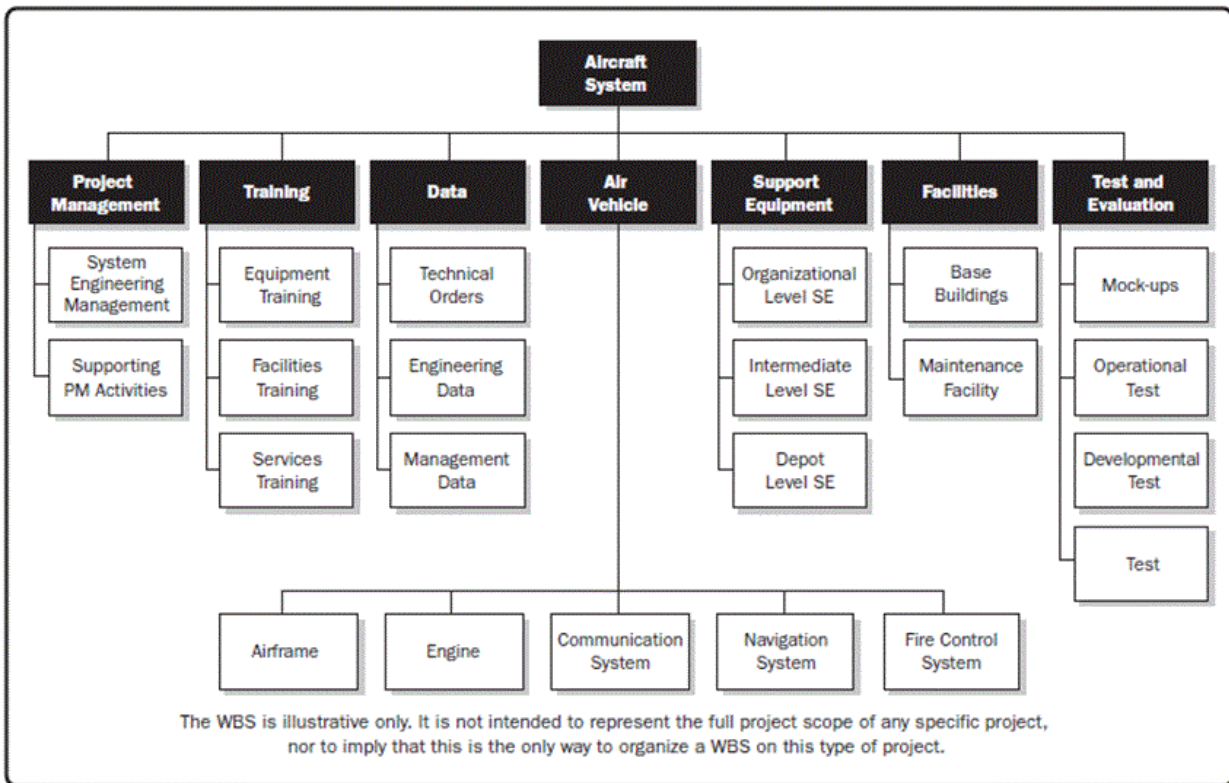 Aircraft
System
Project
Management
Training
Data
Air
Vehicle
Support
Equipment
Facilities
Test and
Evaluation
System
Engineering
Management
Equipment
Training
Technical
Orders
Organizational
Level SE
Base
Buildings
Mock-ups
Supporting
PM Activities
Facilities
Training
Engineering
Data
Intermediate
Level SE
Maintenance
Facility
Operational
Test
Services
Training
Management
Data
Depot
Level SE
Developmental
Test
Test
Airframe
Engine
Communication
System
Navigation
System
Fire Control
System
The WBS is illustrative only. It is not intended to represent the full project scope of any specific project,
nor to imply that this is the only way to organize a WBS on this type of project.